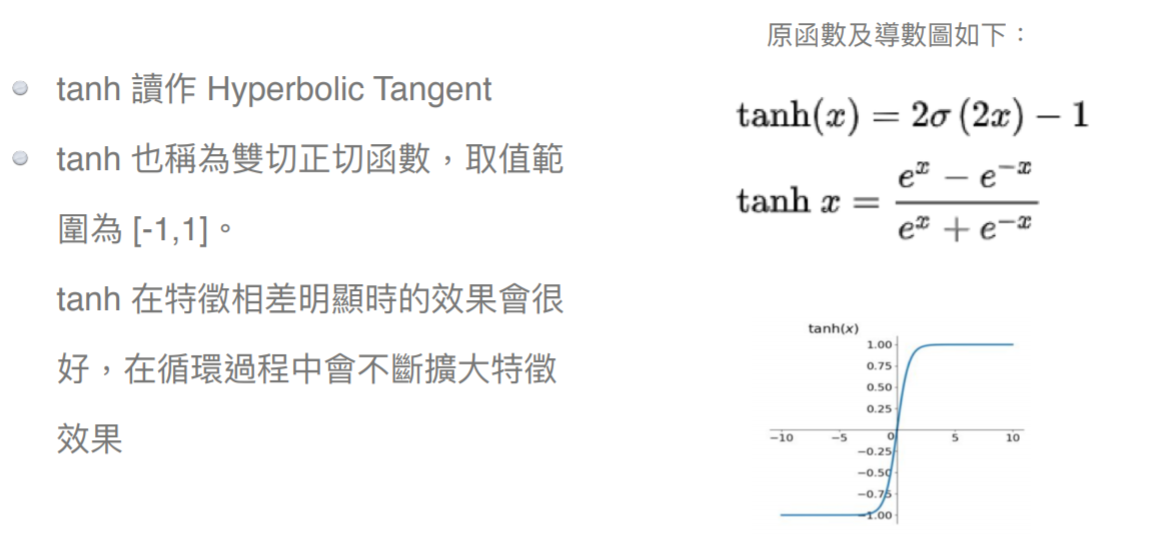 tanh 讀作 Hyperbolic Tangent
tanh 也稱為雙切正切函數，取值範
圍為 [-1,1]。
tanh 在特徵相差明顯時的效果會很
好，在循環過程中會不斷擴大特徵
效果
原函數及導數圖如下：
tanh(x) = 2σ (2x) − 1
tanh x = (e^x − e^−x) / (e^x + e^−x)
tanh(x)
1.00
0.75
0.50
0.25
−10 −5 0 5 10
−0.25
−0.50
−0.75
−1.00